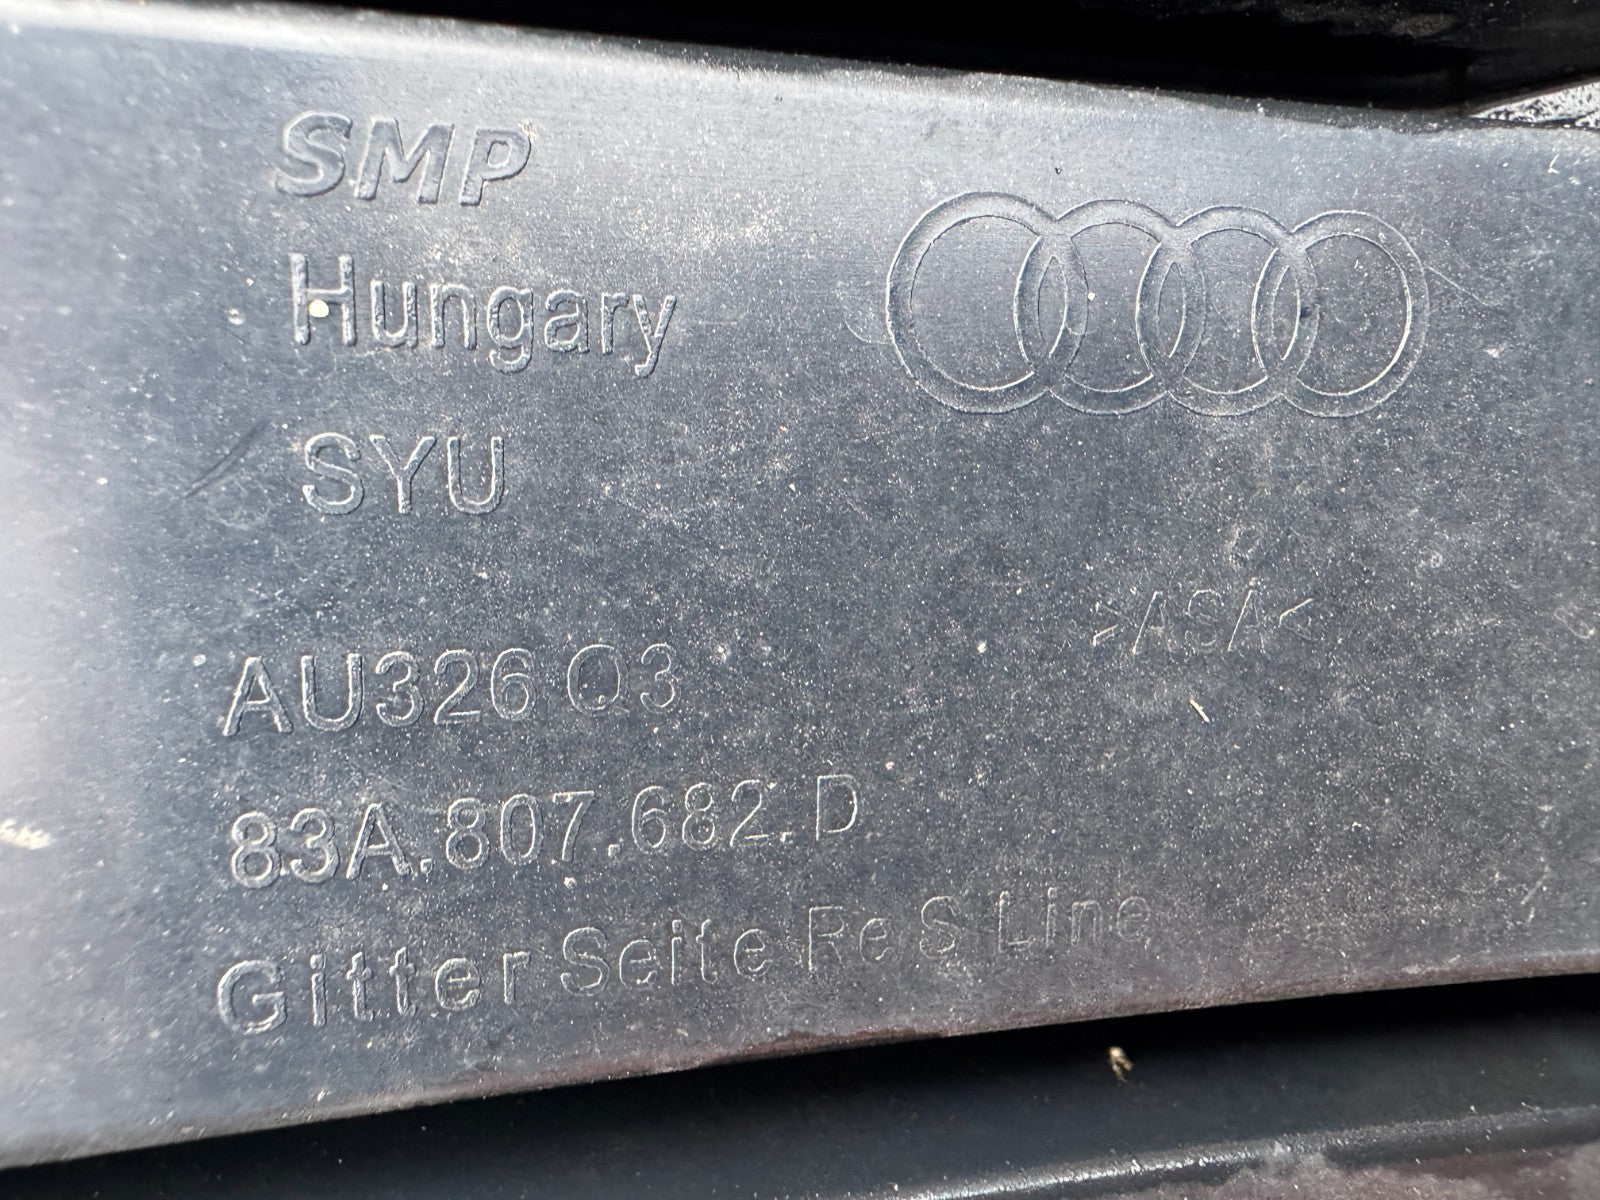 SMP
Hungary
SYU
>ASA<
AU326 Q3
83A.807.682.D
Gitter Seite Re S Line